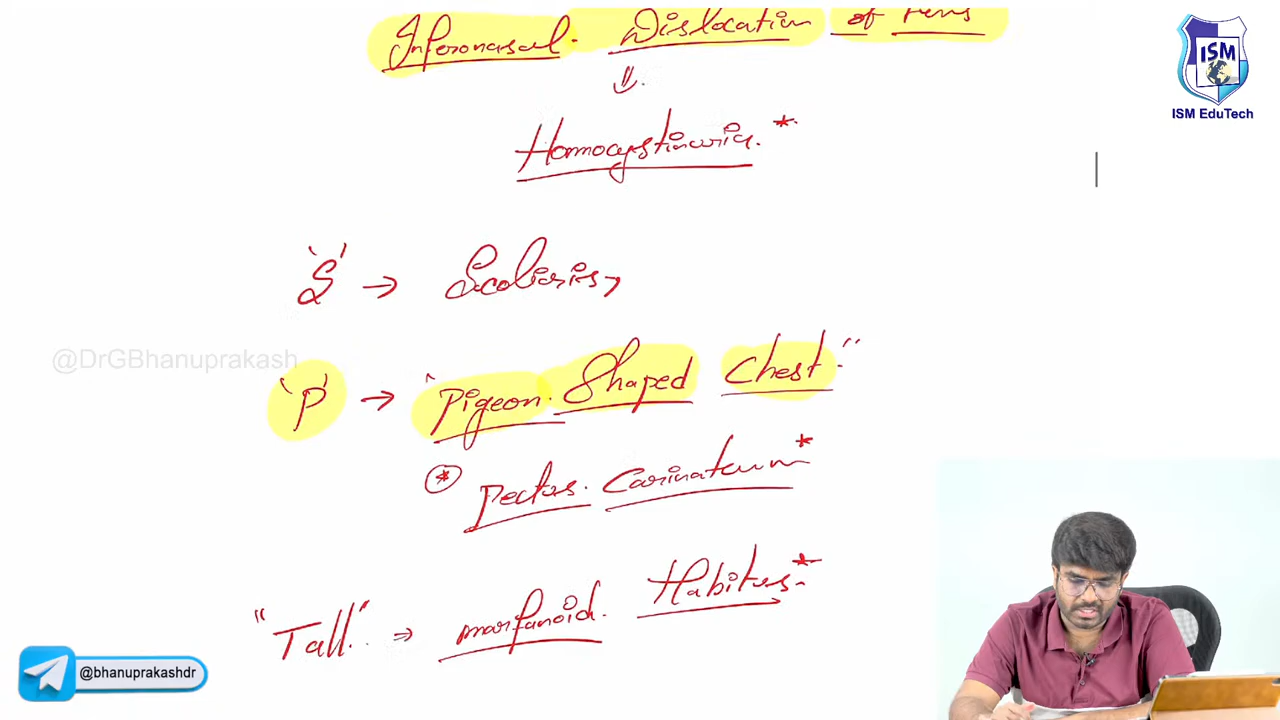 Inferonasal. Dislocation of lens
ISM
ISM EduTech
⇓.
Homocystinuria. *
'S' → Scoliosis,
@DrGBhanuprakash
'P' → "Pigeon. Shaped Chest."
* Pectus. Carinatum *
"Tall". ⇒ marfanoid. Habitus. *
@bhanuprakashdr